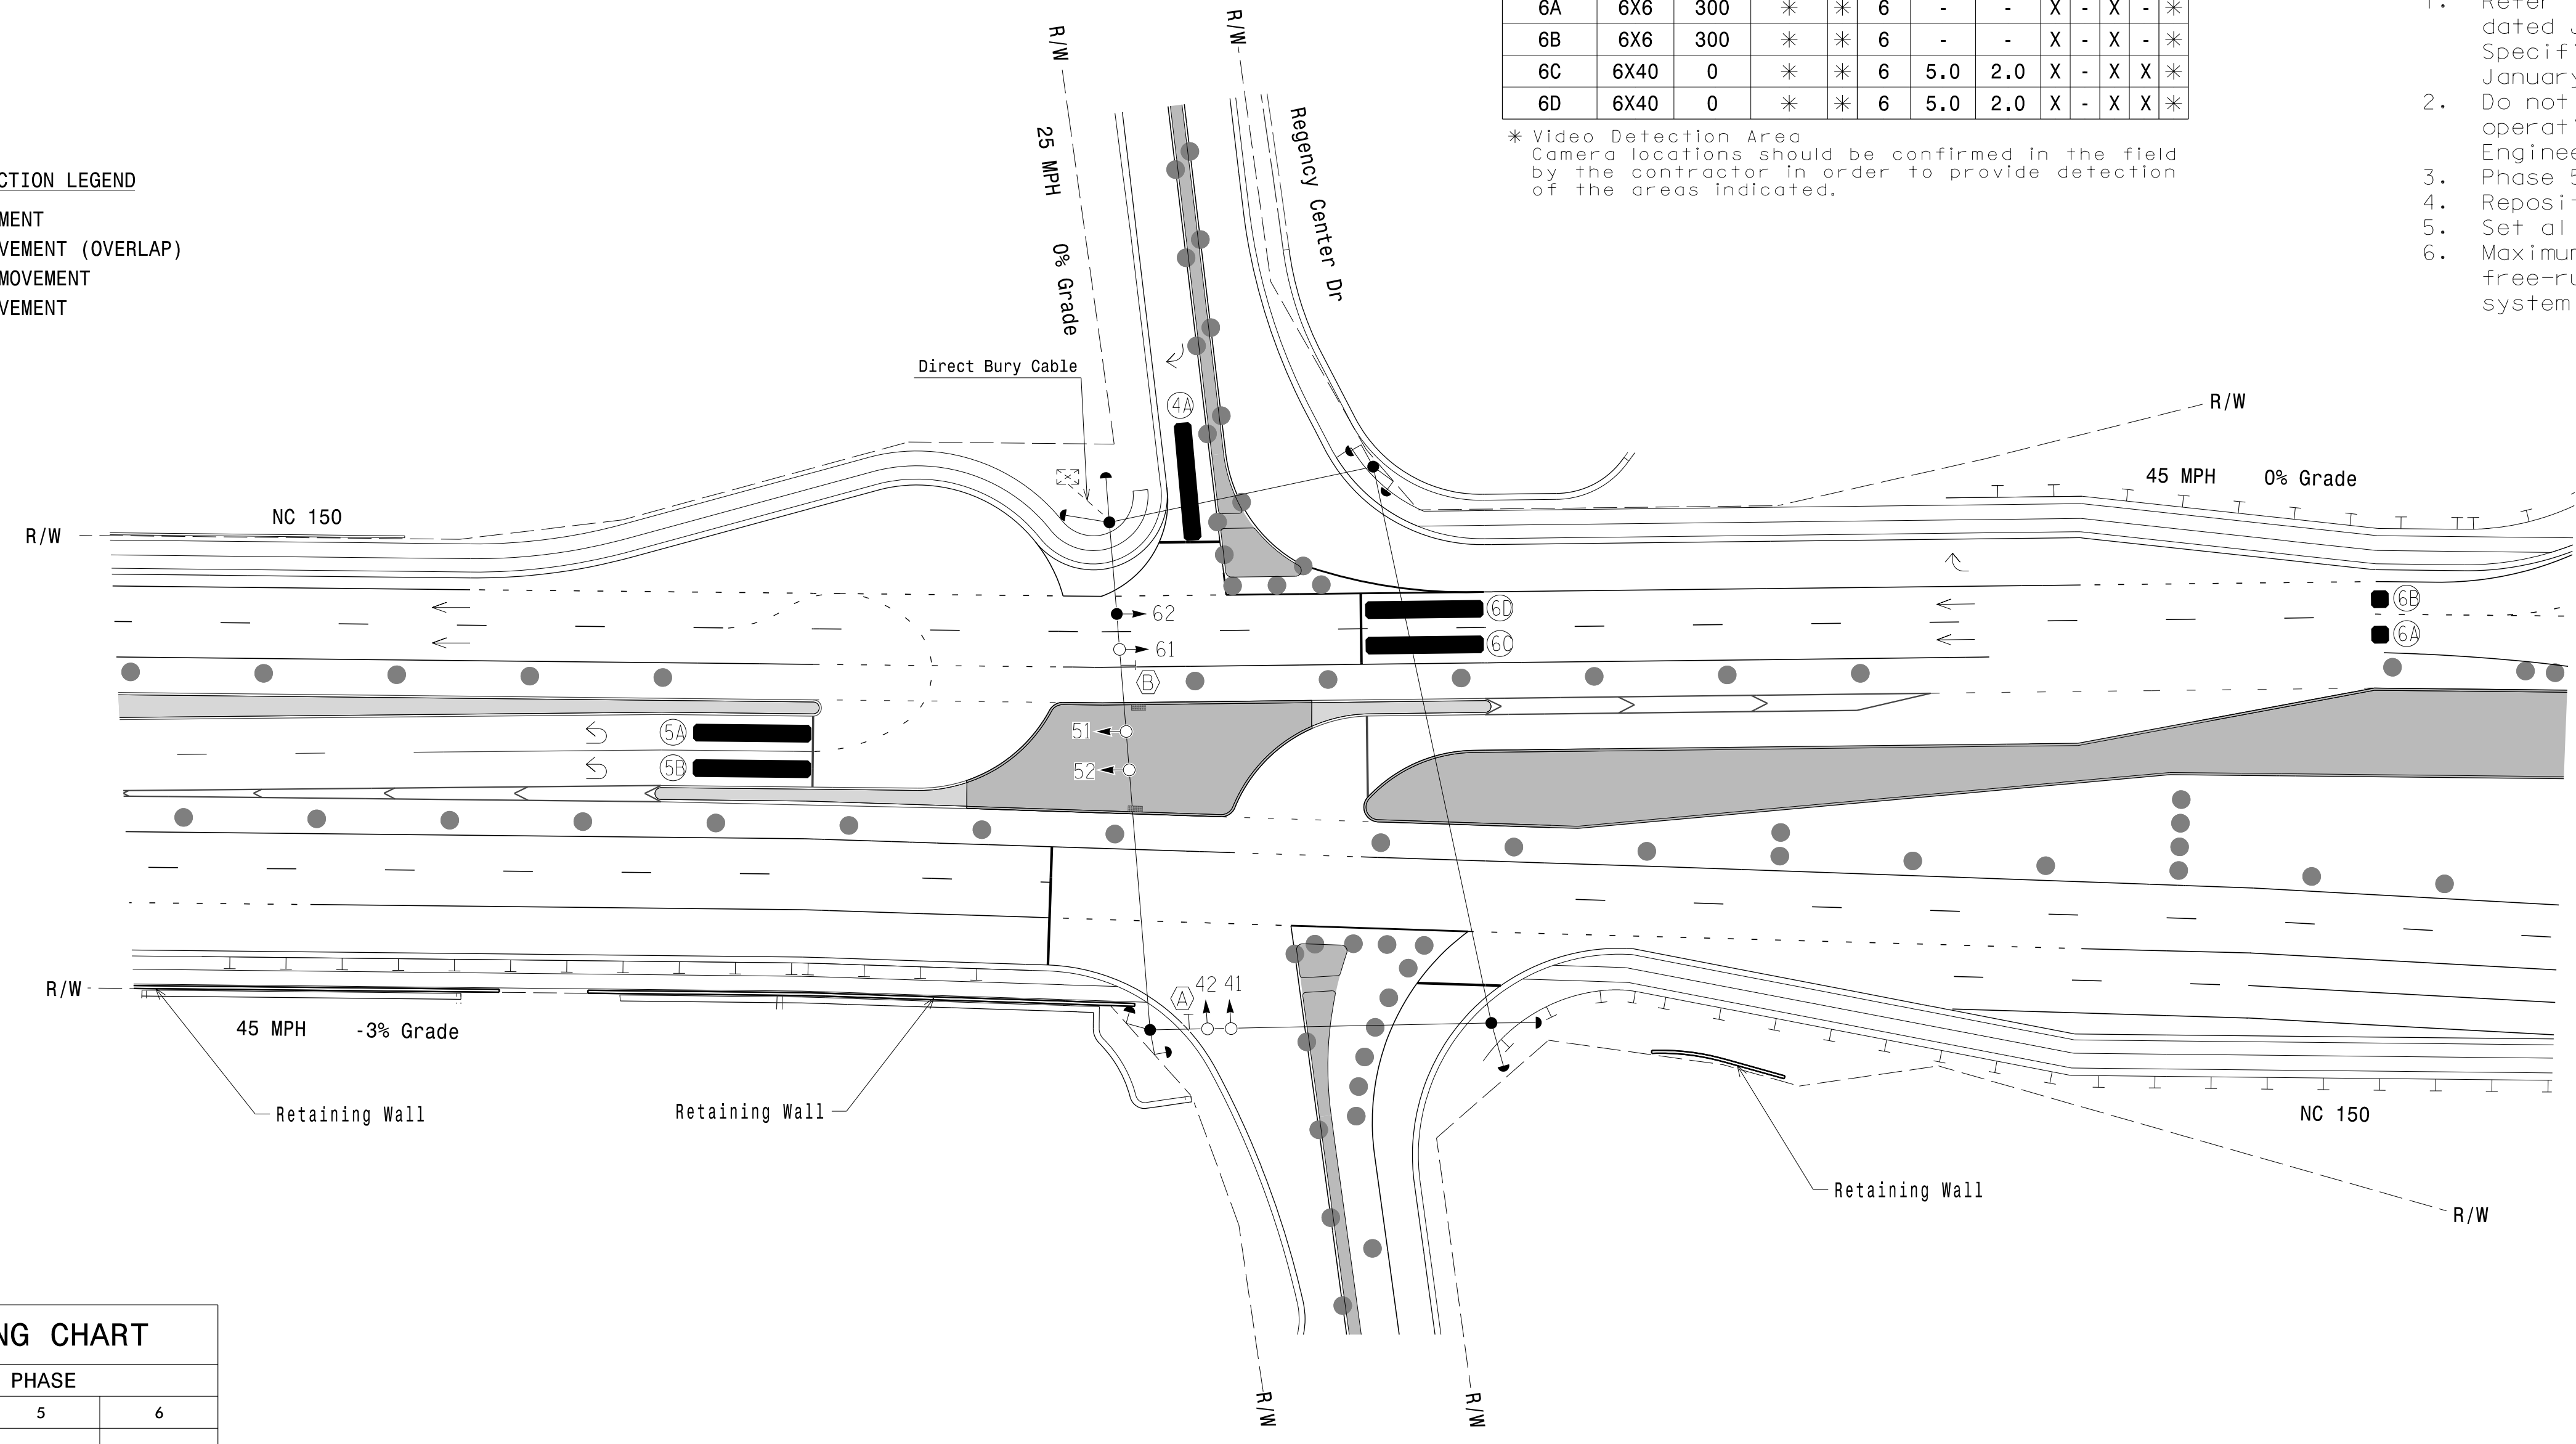 6A 6X6 300 ✳ ✳ 6 - - X - X - ✳
6B 6X6 300 ✳ ✳ 6 - - X - X - ✳
6C 6X40 0 ✳ ✳ 6 5.0 2.0 X - X X ✳
6D 6X40 0 ✳ ✳ 6 5.0 2.0 X - X X ✳
✳ Video Detection Area
Camera locations should be confirmed in the field
by the contractor in order to provide detection
of the areas indicated.
1. Refer
dated J
Specif
January
2. Do not
operat
Engine
3. Phase 5
4. Reposit
5. Set al
6. Maximu
free-ru
system
CTION LEGEND
MENT
VEMENT (OVERLAP)
MOVEMENT
VEMENT
R/W
R/W
25 MPH 0% Grade
Regency Center Dr
Direct Bury Cable
4A
R/W
45 MPH 0% Grade
NC 150
R/W
62
61
B
6D
6C
6B
6A
5A
5B
51
52
R/W
45 MPH -3% Grade
A
42 41
Retaining Wall
Retaining Wall
Retaining Wall
NC 150
R/W
R/W
R/W
NG CHART
PHASE
5 6